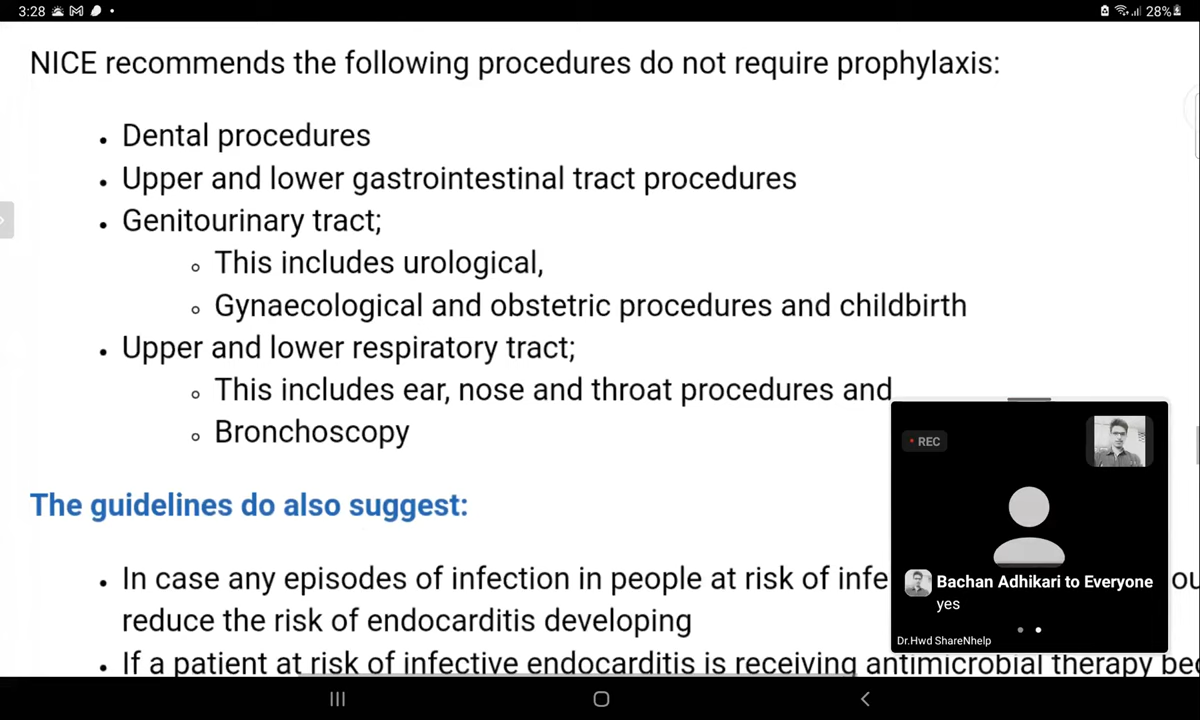 3:28
28%
NICE recommends the following procedures do not require prophylaxis:
Dental procedures
Upper and lower gastrointestinal tract procedures
Genitourinary tract;
This includes urological,
Gynaecological and obstetric procedures and childbirth
Upper and lower respiratory tract;
This includes ear, nose and throat procedures and
Bronchoscopy
REC
The guidelines do also suggest:
In case any episodes of infection in people at risk of
reduce the risk of endocarditis developing
Bachan Adhikari to Everyone
yes
Dr.Hwd ShareNhelp
If a patient at risk of infective endocarditis is receiving antimicrobial therapy